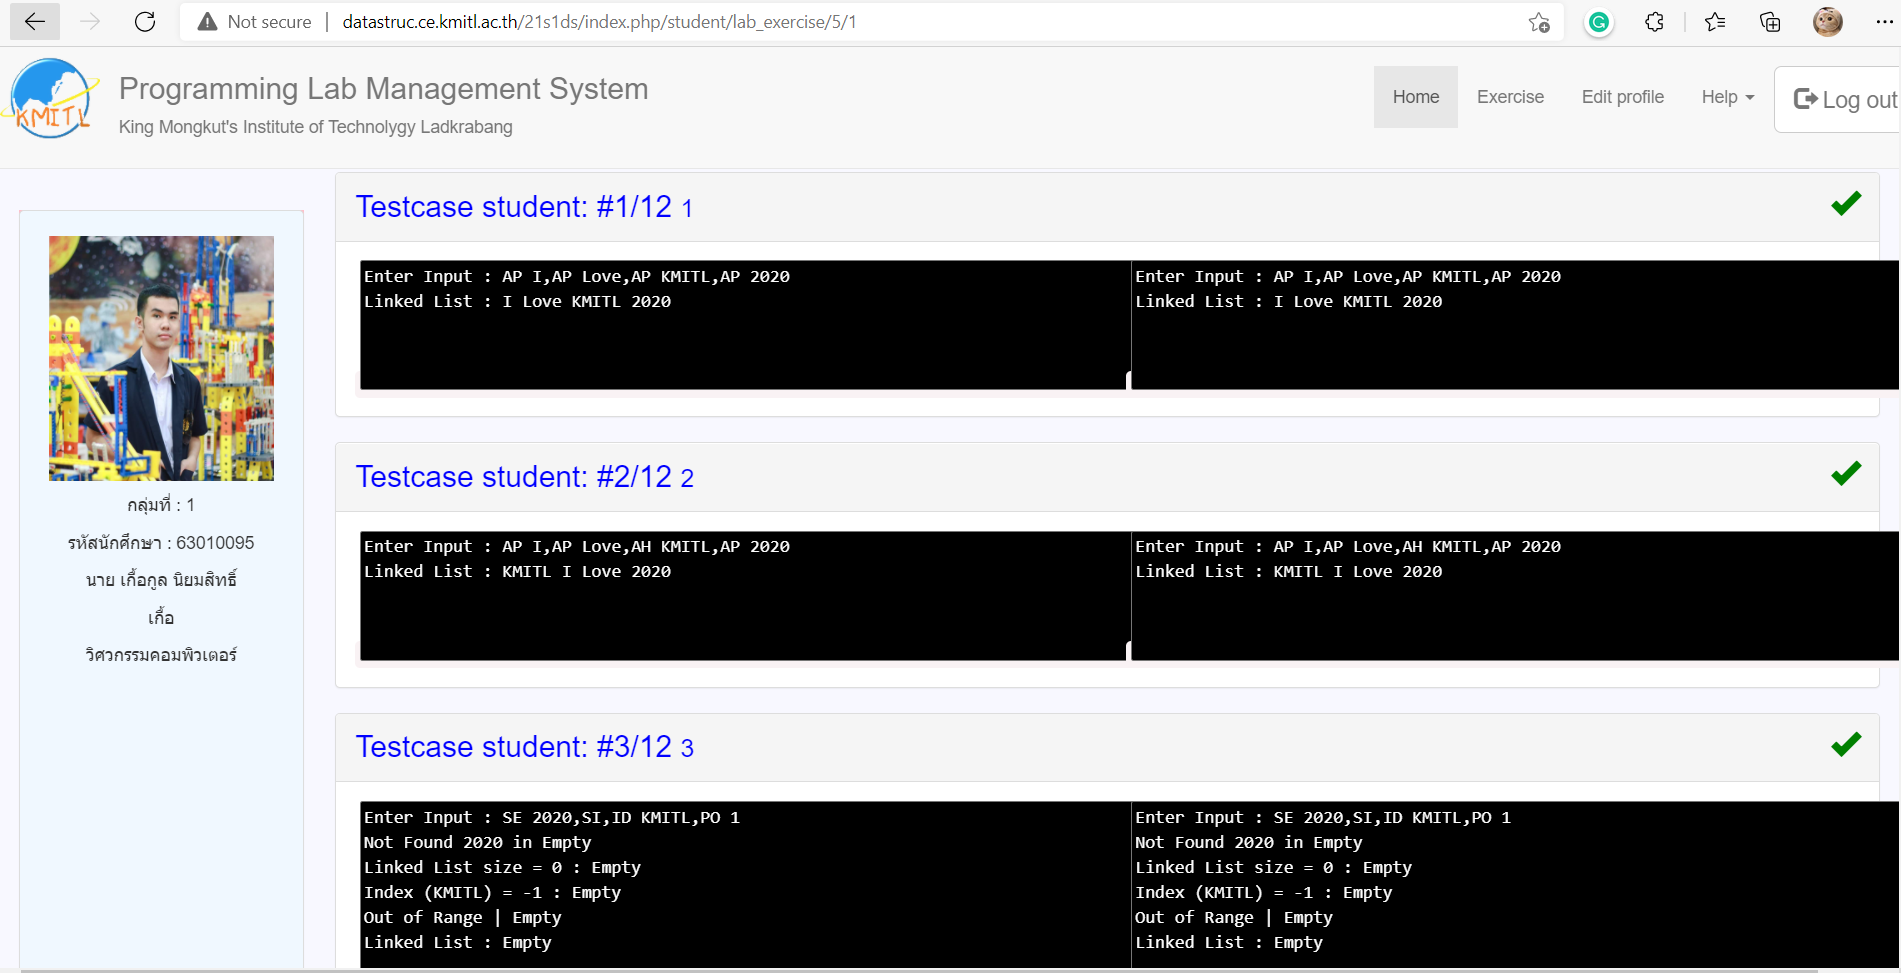 Not secure | datastruc.ce.kmitl.ac.th/21s1ds/index.php/student/lab_exercise/5/1
KMITL
Programming Lab Management System
King Mongkut's Institute of Technolygy Ladkrabang
Home Exercise Edit profile Help Log out
กลุ่มที่ : 1
รหัสนักศึกษา : 63010095
นาย เกื้อกูล นิยมสิทธิ์
เกื้อ
วิศวกรรมคอมพิวเตอร์
Testcase student: #1/12 1
Enter Input : AP I,AP Love,AP KMITL,AP 2020
Linked List : I Love KMITL 2020
Enter Input : AP I,AP Love,AP KMITL,AP 2020
Linked List : I Love KMITL 2020
Testcase student: #2/12 2
Enter Input : AP I,AP Love,AH KMITL,AP 2020
Linked List : KMITL I Love 2020
Enter Input : AP I,AP Love,AH KMITL,AP 2020
Linked List : KMITL I Love 2020
Testcase student: #3/12 3
Enter Input : SE 2020,SI,ID KMITL,PO 1
Not Found 2020 in Empty
Linked List size = 0 : Empty
Index (KMITL) = -1 : Empty
Out of Range | Empty
Linked List : Empty
Enter Input : SE 2020,SI,ID KMITL,PO 1
Not Found 2020 in Empty
Linked List size = 0 : Empty
Index (KMITL) = -1 : Empty
Out of Range | Empty
Linked List : Empty